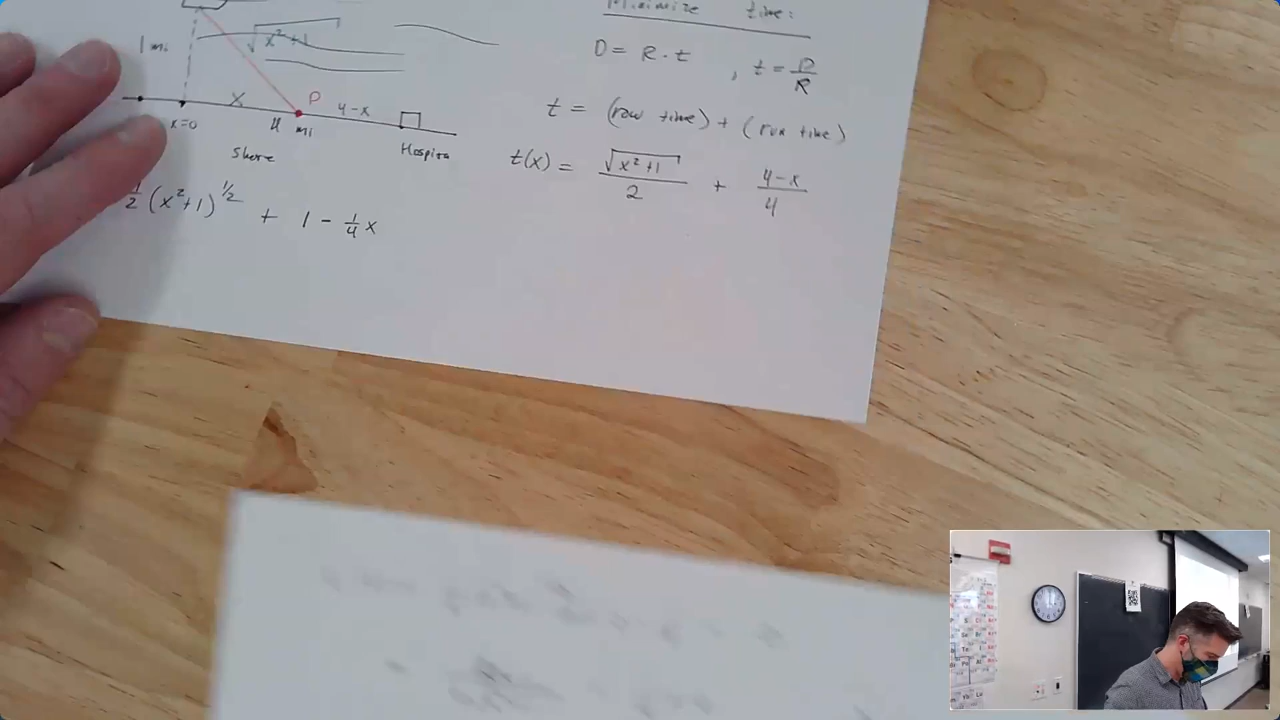 Minimize time:
D = R · t , t = D/R
t = (row time) + (run time)
t(x) = √(x²+1)/2 + (4-x)/4
1 mi
√(x²+1)
x P 4-x
x=0 4 mi
Shore Hospital
1/2 (x²+1)^(1/2) + 1 - 1/4 x